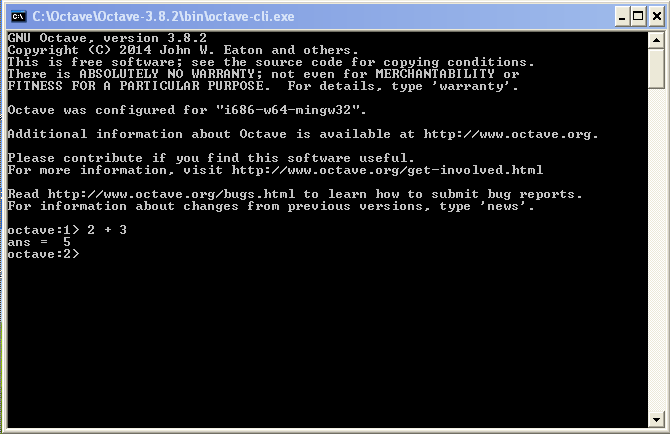 C:\Octave\Octave-3.8.2\bin\octave-cli.exe
GNU Octave, version 3.8.2
Copyright (C) 2014 John W. Eaton and others.
This is free software; see the source code for copying conditions.
There is ABSOLUTELY NO WARRANTY; not even for MERCHANTABILITY or
FITNESS FOR A PARTICULAR PURPOSE.  For details, type 'warranty'.
Octave was configured for "i686-w64-mingw32".
Additional information about Octave is available at http://www.octave.org.
Please contribute if you find this software useful.
For more information, visit http://www.octave.org/get-involved.html
Read http://www.octave.org/bugs.html to learn how to submit bug reports.
For information about changes from previous versions, type 'news'.
octave:1> 2 + 3
ans =  5
octave:2>